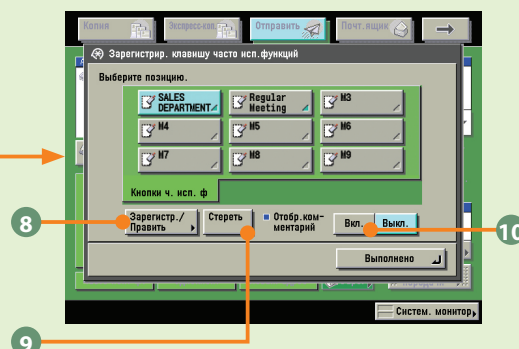 Копия Экспресс-коп. Отправить Почт.ящик
Зарегистрир. клавишу часто исп.функций
Выберите позицию.
SALES DEPARTMENT Regular Meeting M3
M4 M5 M6
M7 M8 M9
Кнопки ч. исп. ф
8 Зарегистр./ Править Стереть Отобр.ком-ментарий Вкл. Выкл. 10
Выполнено
Систем. монитор
9